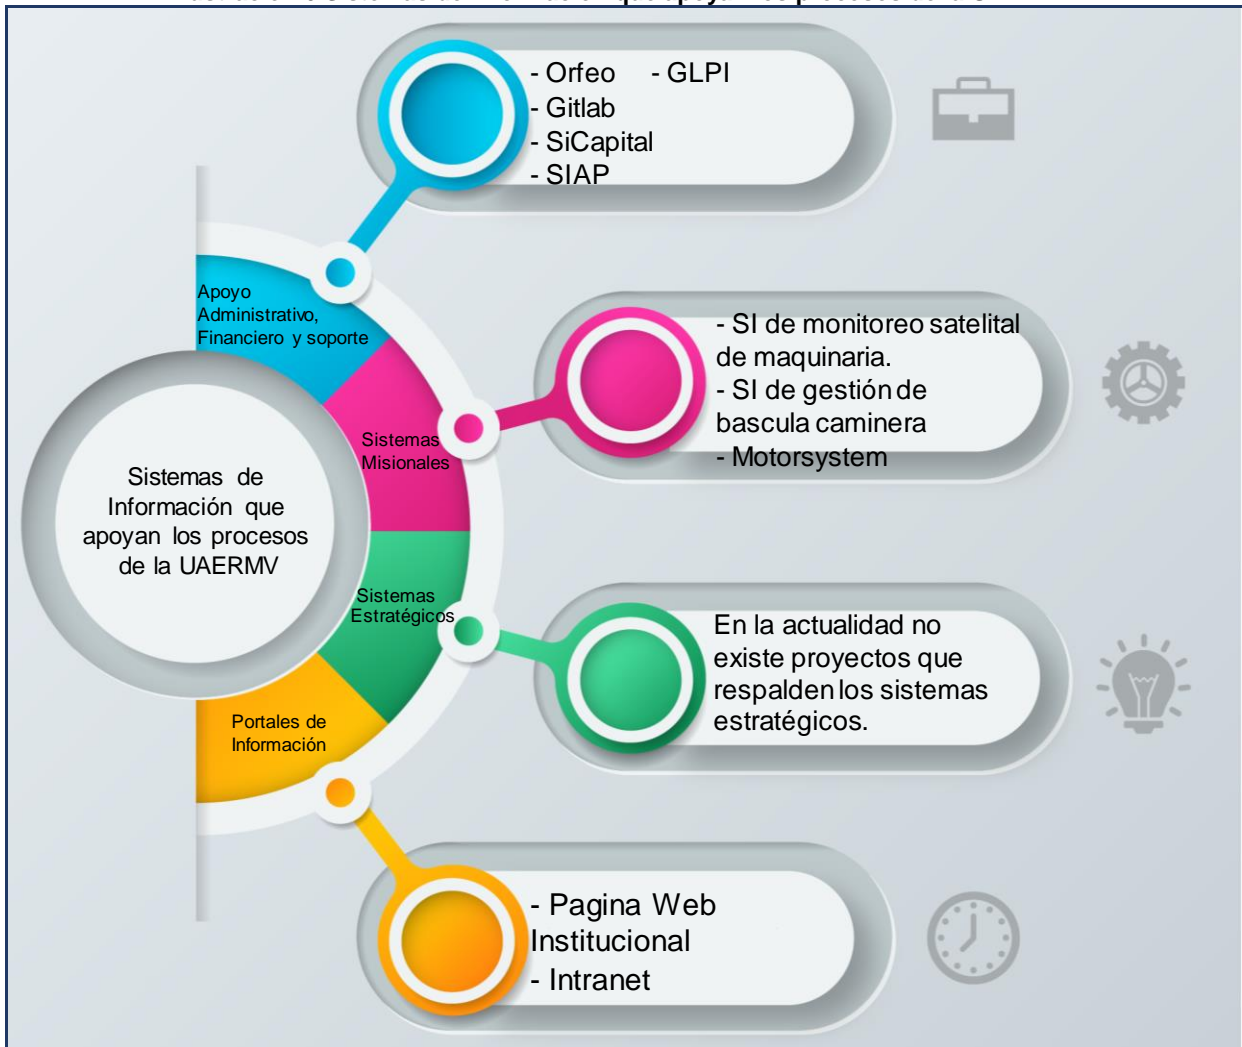 - Orfeo - GLPI
- Gitlab
- SiCapital
- SIAP
Apoyo
Administrativo,
Financiero y soporte
- SI de monitoreo satelital
de maquinaria.
- SI de gestión de
bascula caminera
- Motorsystem
Sistemas
Misionales
Sistemas de
Información que
apoyan los procesos
de la UAERMV
Sistemas
Estratégicos
En la actualidad no
existe proyectos que
respalden los sistemas
estratégicos.
Portales de
Información
- Pagina Web
Institucional
- Intranet